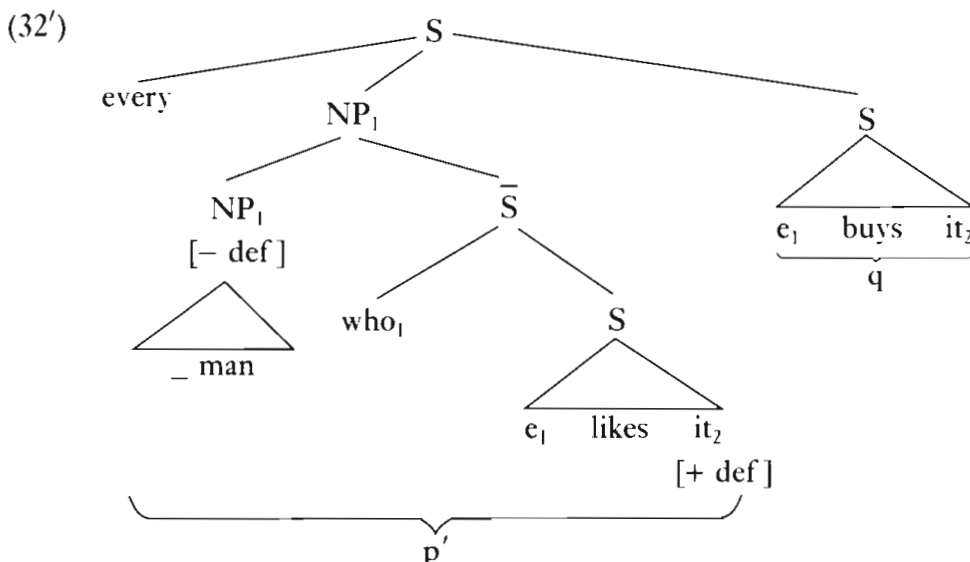 (32′)
S
every NP₁ S
NP₁ S̅ e₁ buys it₂
[− def] q
who₁ S
_ man
e₁ likes it₂
[+ def]
p′